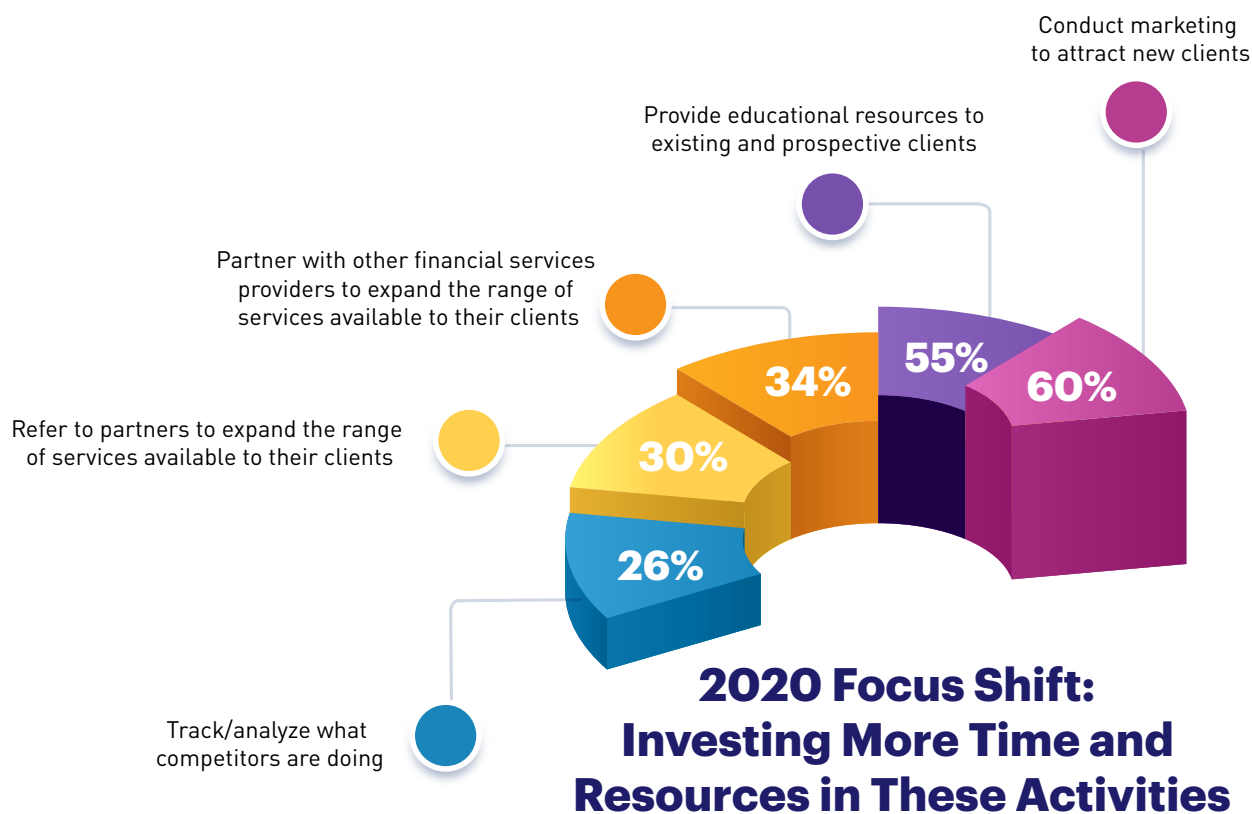 Conduct marketing
to attract new clients
Provide educational resources to
existing and prospective clients
Partner with other financial services
providers to expand the range of
services available to their clients
Refer to partners to expand the range
of services available to their clients
Track/analyze what
competitors are doing
55%
60%
34%
30%
26%
2020 Focus Shift:
Investing More Time and
Resources in These Activities